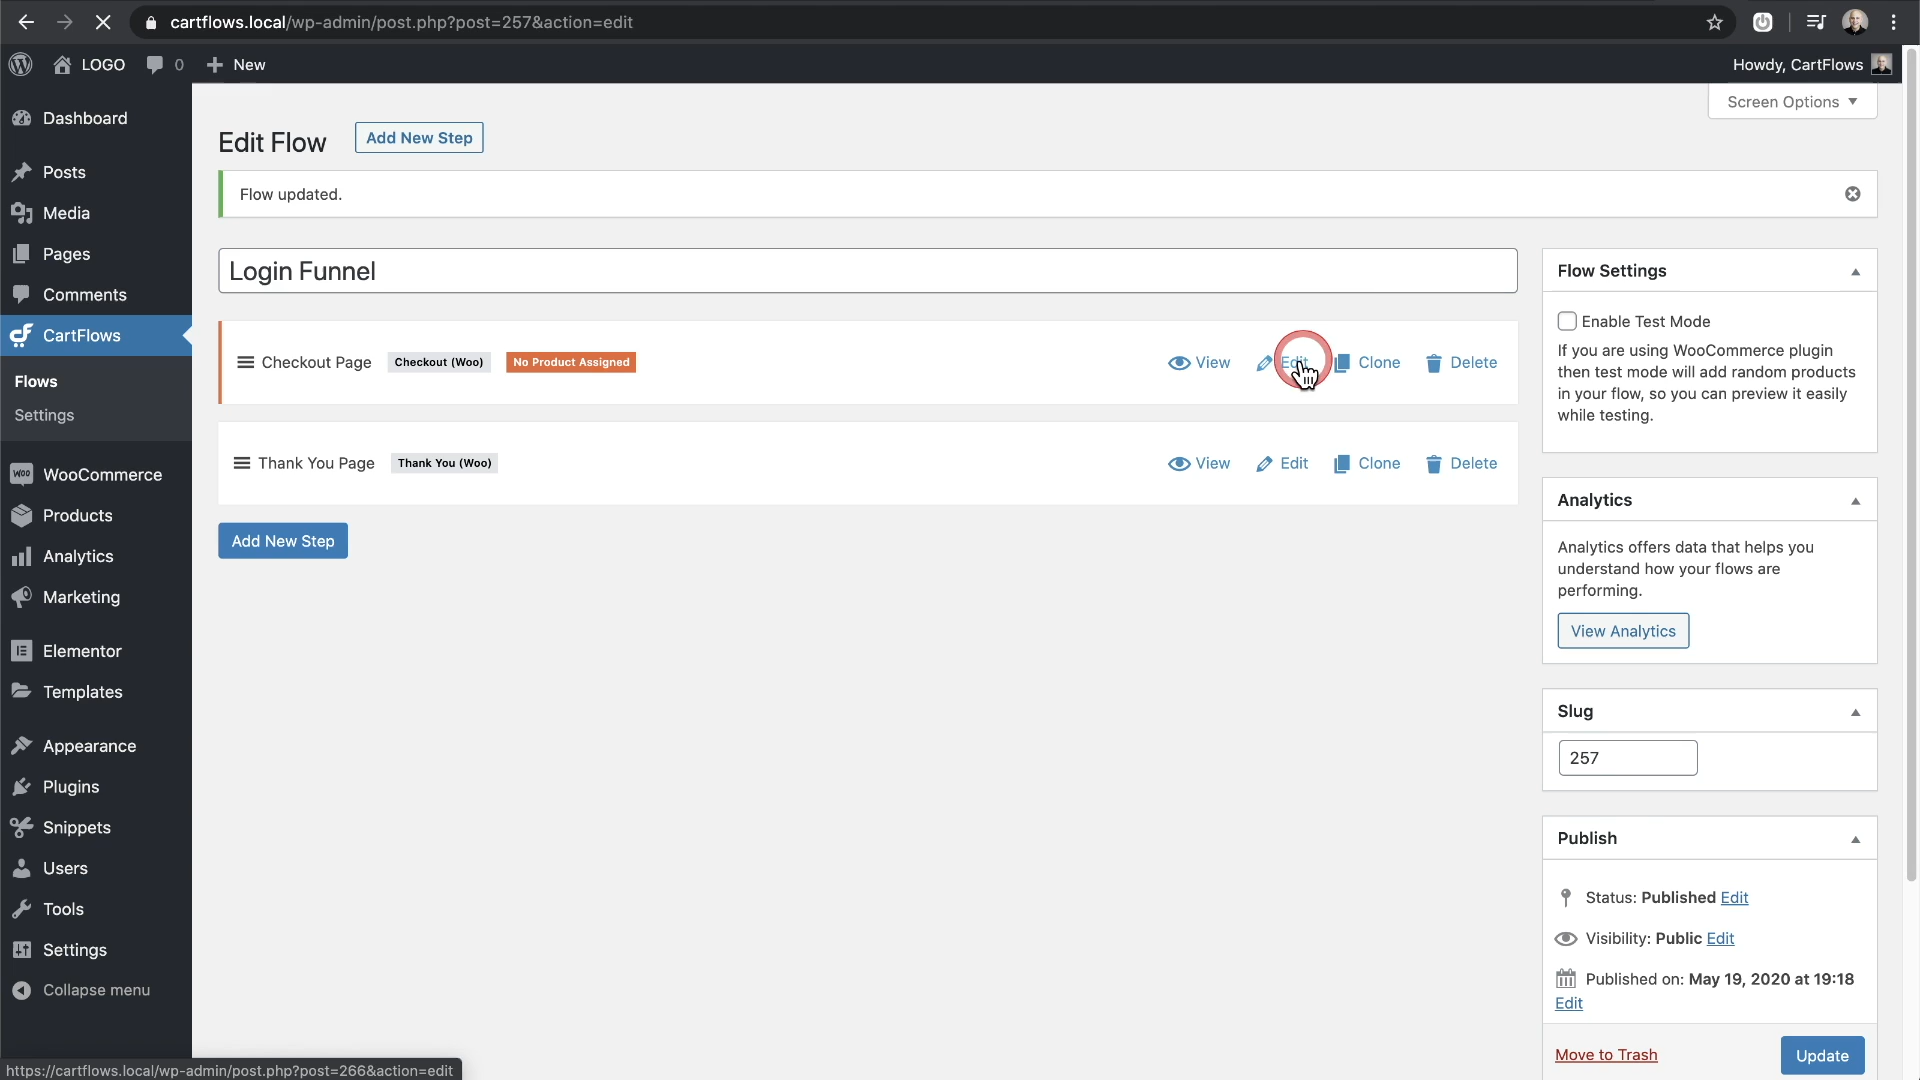 cartflows.local/wp-admin/post.php?post=257&action=edit
LOGO 0 New
Howdy, CartFlows
Screen Options
Dashboard
Posts
Media
Pages
Comments
CartFlows
Flows
Settings
WooCommerce
Products
Analytics
Marketing
Elementor
Templates
Appearance
Plugins
Snippets
Users
Tools
Settings
Collapse menu
Edit Flow Add New Step
Flow updated.
Login Funnel
Checkout Page Checkout (Woo) No Product Assigned View Edit Clone Delete
Thank You Page Thank You (Woo) View Edit Clone Delete
Add New Step
Flow Settings
Enable Test Mode
If you are using WooCommerce plugin
then test mode will add random products
in your flow, so you can preview it easily
while testing.
Analytics
Analytics offers data that helps you
understand how your flows are
performing.
View Analytics
Slug
257
Publish
Status: Published Edit
Visibility: Public Edit
Published on: May 19, 2020 at 19:18
Edit
Move to Trash Update
https://cartflows.local/wp-admin/post.php?post=266&action=edit